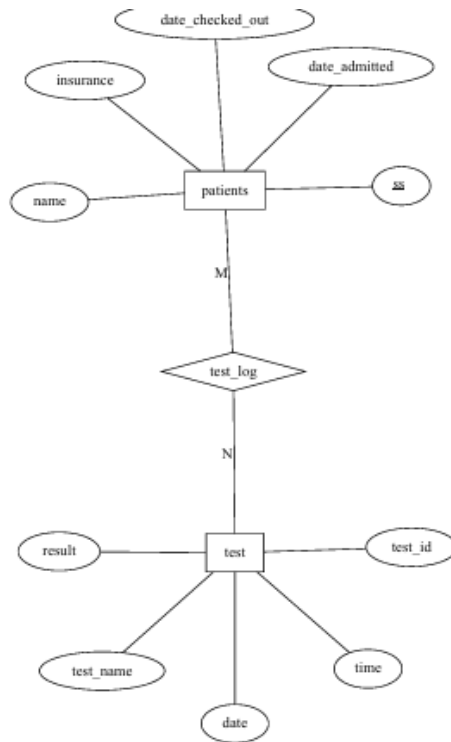 date_checked_out
insurance
date_admitted
name
patients
ss
M
test_log
N
result
test
test_id
test_name
time
date